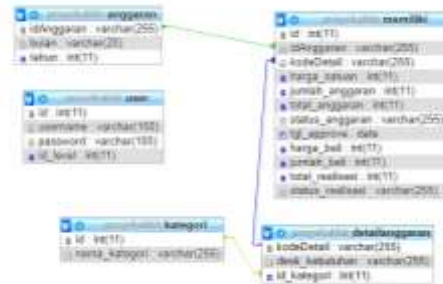 anggaran
idAnggaran varchar(255)
bulan varchar(25)
tahun int(11)
user
id int(11)
username varchar(100)
password varchar(100)
id_level int(11)
kategori
id int(11)
nama_kategori varchar(255)
memiliki
id int(11)
idAnggaran varchar(255)
kodeDetail varchar(255)
harga_satuan int(11)
jumlah_anggaran int(11)
total_anggaran int(11)
status_anggaran varchar(255)
tgl_approve date
harga_beli int(11)
jumlah_beli int(11)
total_realisasi int(11)
status_realisasi varchar(255)
detailanggaran
kodeDetail varchar(255)
desk_kebutuhan varchar(255)
id_kategori int(11)